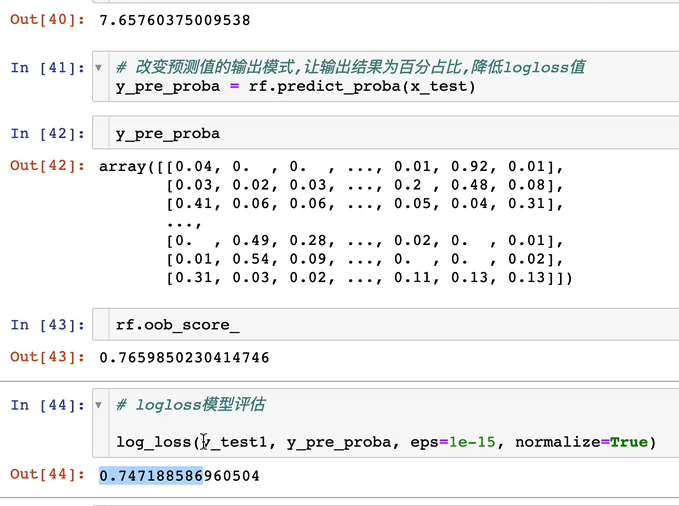 Out[40]: 7.65760375009538
In [41]: # 改变预测值的输出模式,让输出结果为百分占比,降低logloss值
y_pre_proba = rf.predict_proba(x_test)
In [42]: y_pre_proba
Out[42]: array([[0.04, 0.  , 0.  , ..., 0.01, 0.92, 0.01],
[0.03, 0.02, 0.03, ..., 0.2 , 0.48, 0.08],
[0.41, 0.06, 0.06, ..., 0.05, 0.04, 0.31],
...,
[0.  , 0.49, 0.28, ..., 0.02, 0.  , 0.01],
[0.01, 0.54, 0.09, ..., 0.  , 0.  , 0.02],
[0.31, 0.03, 0.02, ..., 0.11, 0.13, 0.13]])
In [43]: rf.oob_score_
Out[43]: 0.7659850230414746
In [44]: # logloss模型评估
log_loss(y_test1, y_pre_proba, eps=1e-15, normalize=True)
Out[44]: 0.747188586960504